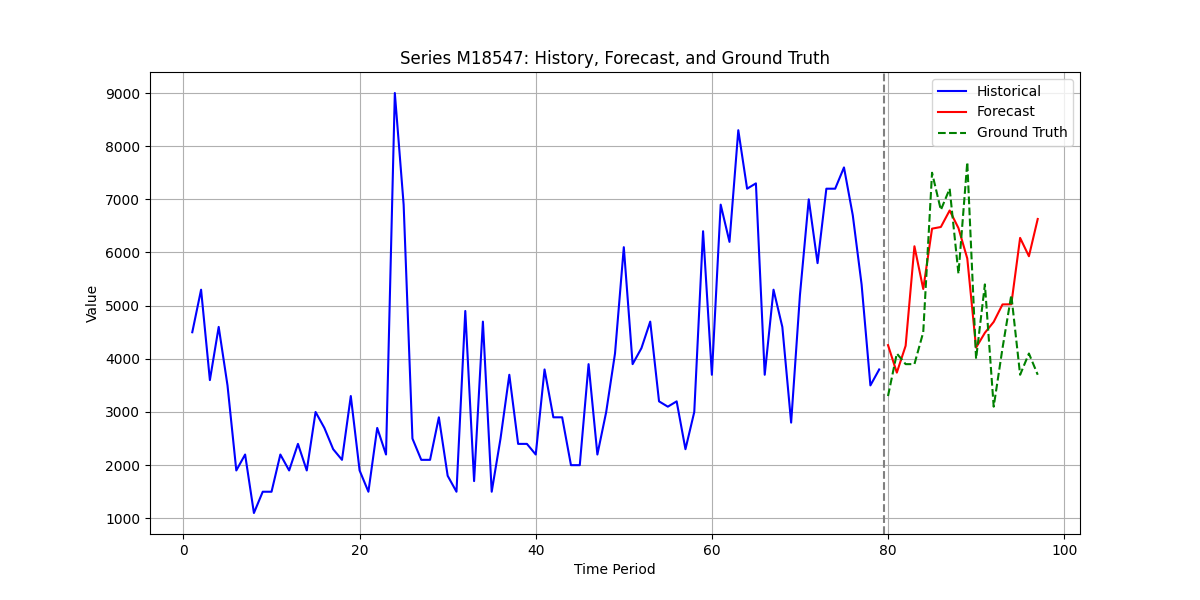 Series M18547: History, Forecast, and Ground Truth
Historical
Forecast
Ground Truth
9000
8000
7000
6000
5000
4000
3000
2000
1000
Value
0 20 40 60 80 100
Time Period